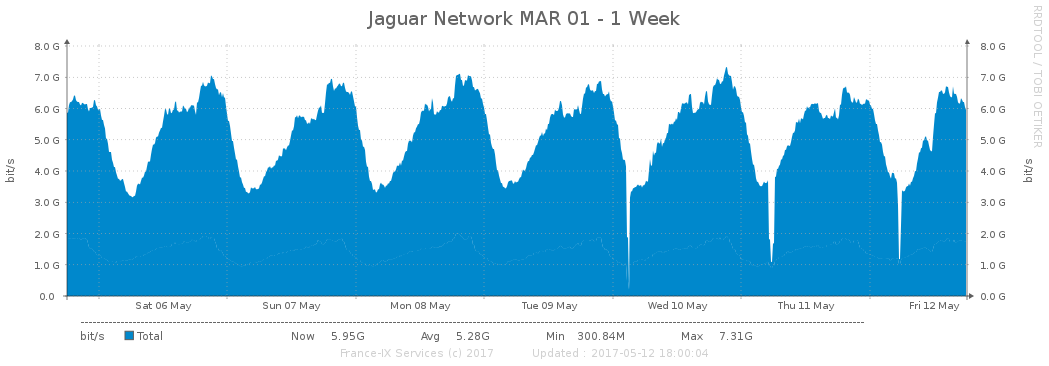 Jaguar Network MAR 01 - 1 Week
RRDTOOL / TOBI OETIKER
bit/s
8.0 G
7.0 G
6.0 G
5.0 G
4.0 G
3.0 G
2.0 G
1.0 G
0.0
8.0 G
7.0 G
6.0 G
5.0 G
4.0 G
3.0 G
2.0 G
1.0 G
0.0 G
bit/s
Sat 06 May Sun 07 May Mon 08 May Tue 09 May Wed 10 May Thu 11 May Fri 12 May
bit/s Total Now 5.95G Avg 5.28G Min 300.84M Max 7.31G
France-IX Services (c) 2017 Updated : 2017-05-12 18:00:04